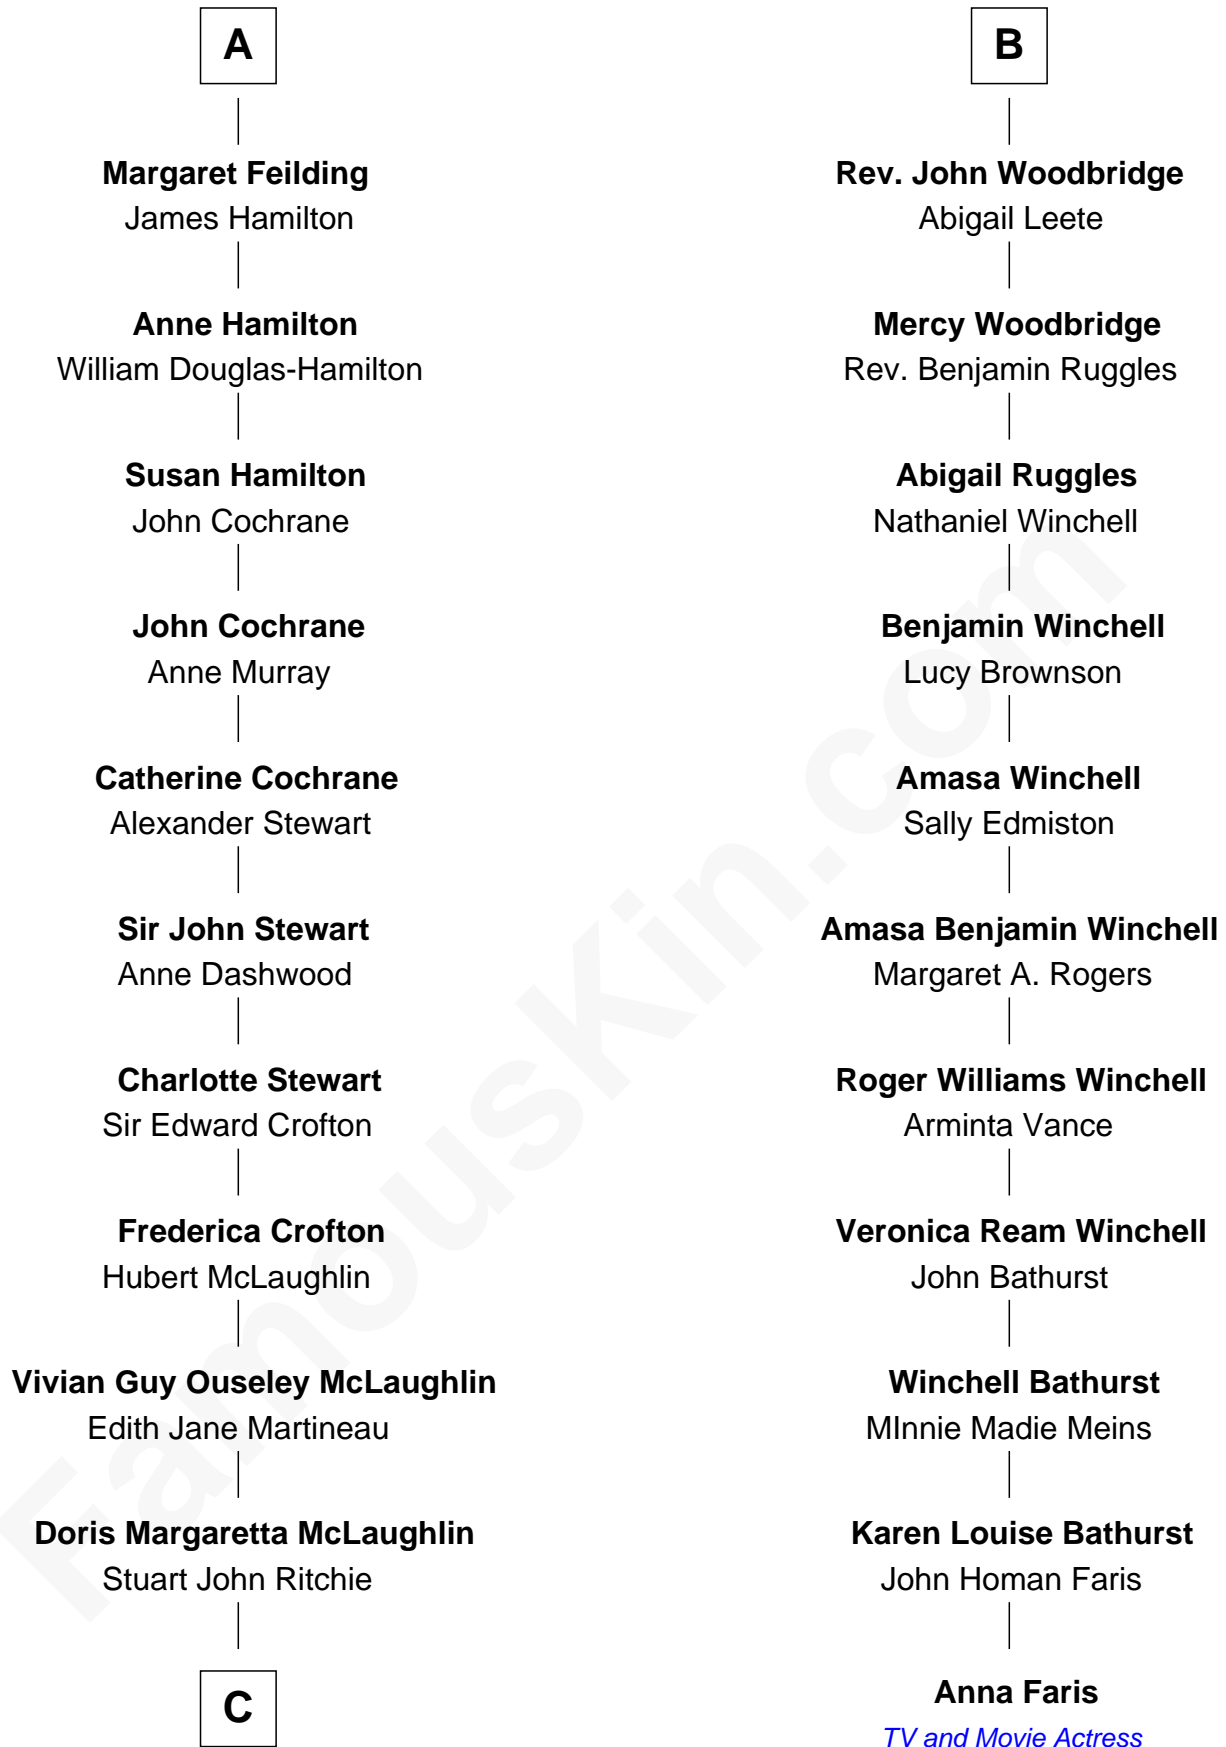 A
Margaret Feilding
James Hamilton
Anne Hamilton
William Douglas-Hamilton
Susan Hamilton
John Cochrane
John Cochrane
Anne Murray
Catherine Cochrane
Alexander Stewart
Sir John Stewart
Anne Dashwood
Charlotte Stewart
Sir Edward Crofton
Frederica Crofton
Hubert McLaughlin
Vivian Guy Ouseley McLaughlin
Edith Jane Martineau
Doris Margaretta McLaughlin
Stuart John Ritchie
C
B
Rev. John Woodbridge
Abigail Leete
Mercy Woodbridge
Rev. Benjamin Ruggles
Abigail Ruggles
Nathaniel Winchell
Benjamin Winchell
Lucy Brownson
Amasa Winchell
Sally Edmiston
Amasa Benjamin Winchell
Margaret A. Rogers
Roger Williams Winchell
Arminta Vance
Veronica Ream Winchell
John Bathurst
Winchell Bathurst
MInnie Madie Meins
Karen Louise Bathurst
John Homan Faris
Anna Faris
TV and Movie Actress
FamousKin.com